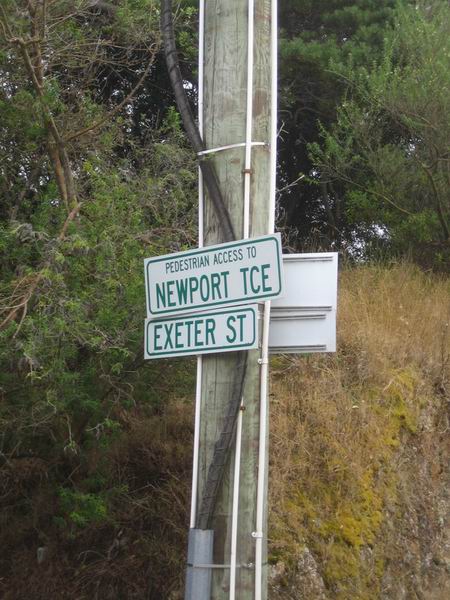 PEDESTRIAN ACCESS TO
NEWPORT TCE
EXETER ST